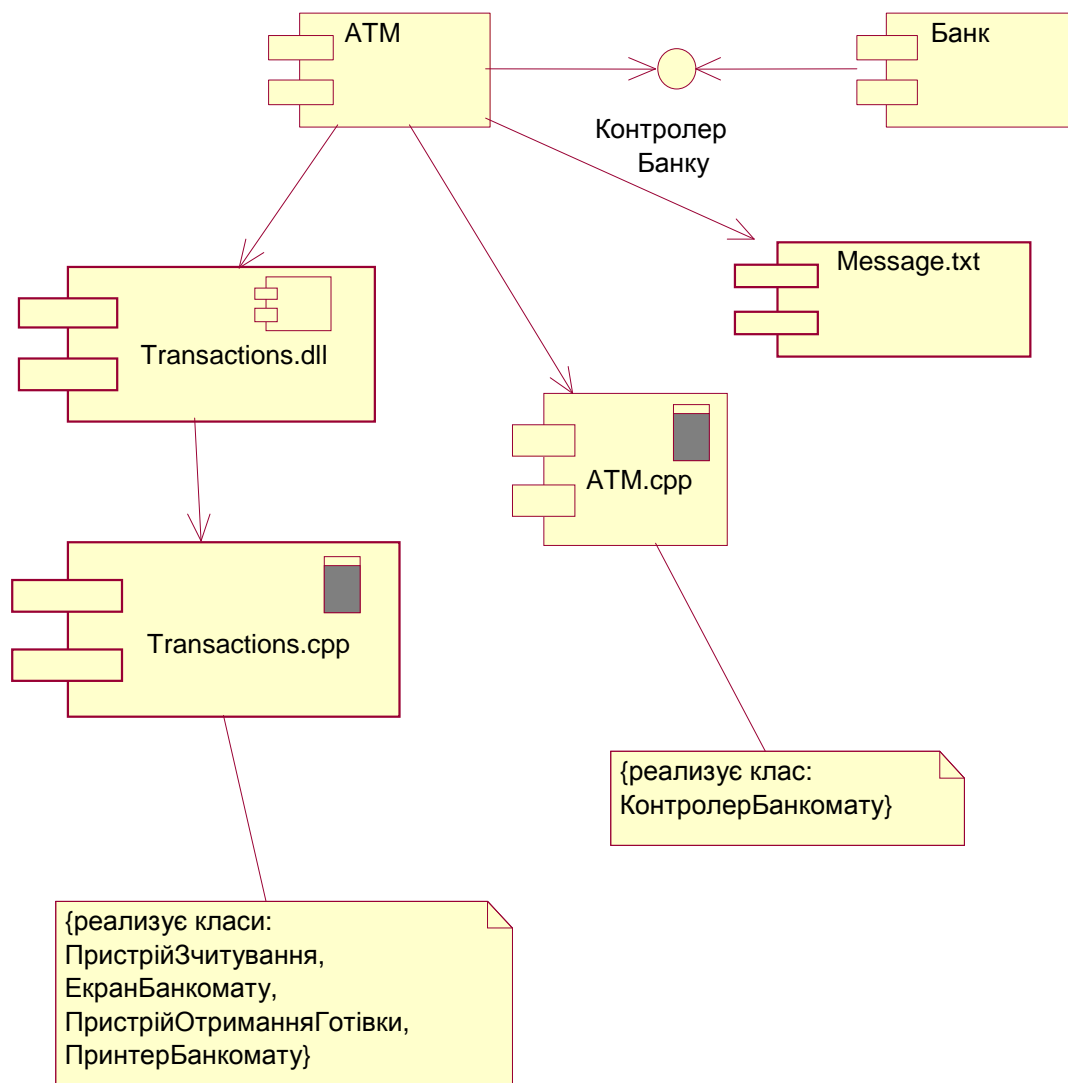 ATM
Банк
Контролер
Банку
Message.txt
Transactions.dll
ATM.cpp
Transactions.cpp
{реализує клас:
КонтролерБанкомату}
{реализує класи:
ПристрійЗчитування,
ЕкранБанкомату,
ПристрійОтриманняГотівки,
ПринтерБанкомату}